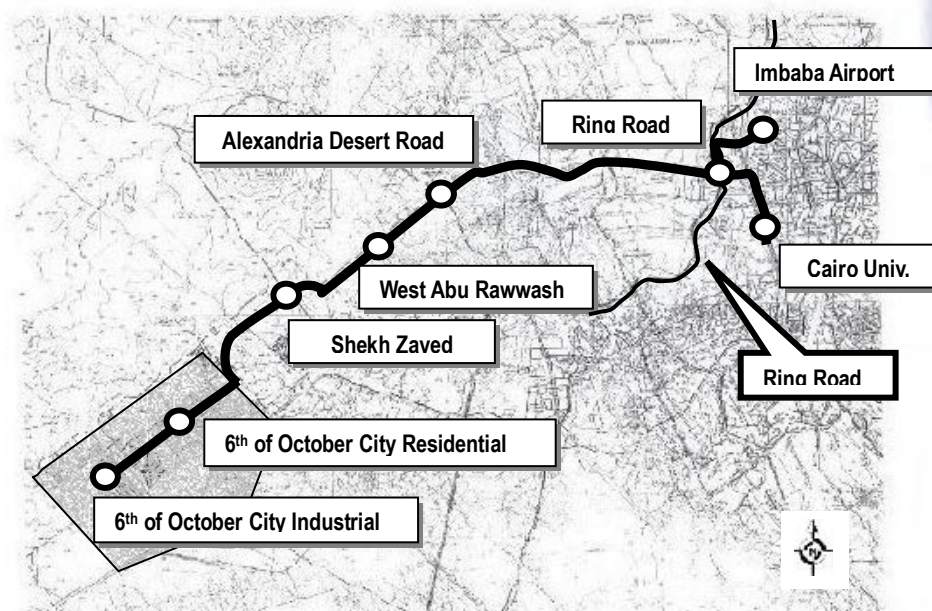 Imbaba Airport
Ring Road
Alexandria Desert Road
Cairo Univ.
West Abu Rawwash
Shekh Zayed
Ring Road
6th of October City Residential
6th of October City Industrial